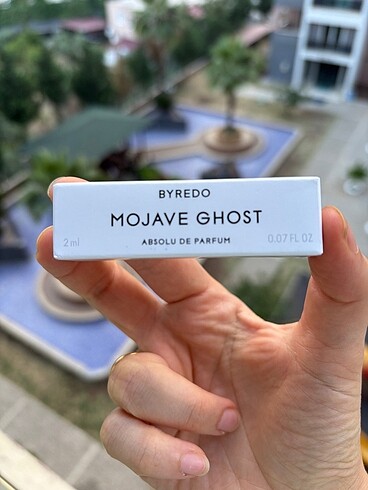 BYREDO
MOJAVE GHOST
2 ml ABSOLU DE PARFUM 0.07 FL OZ